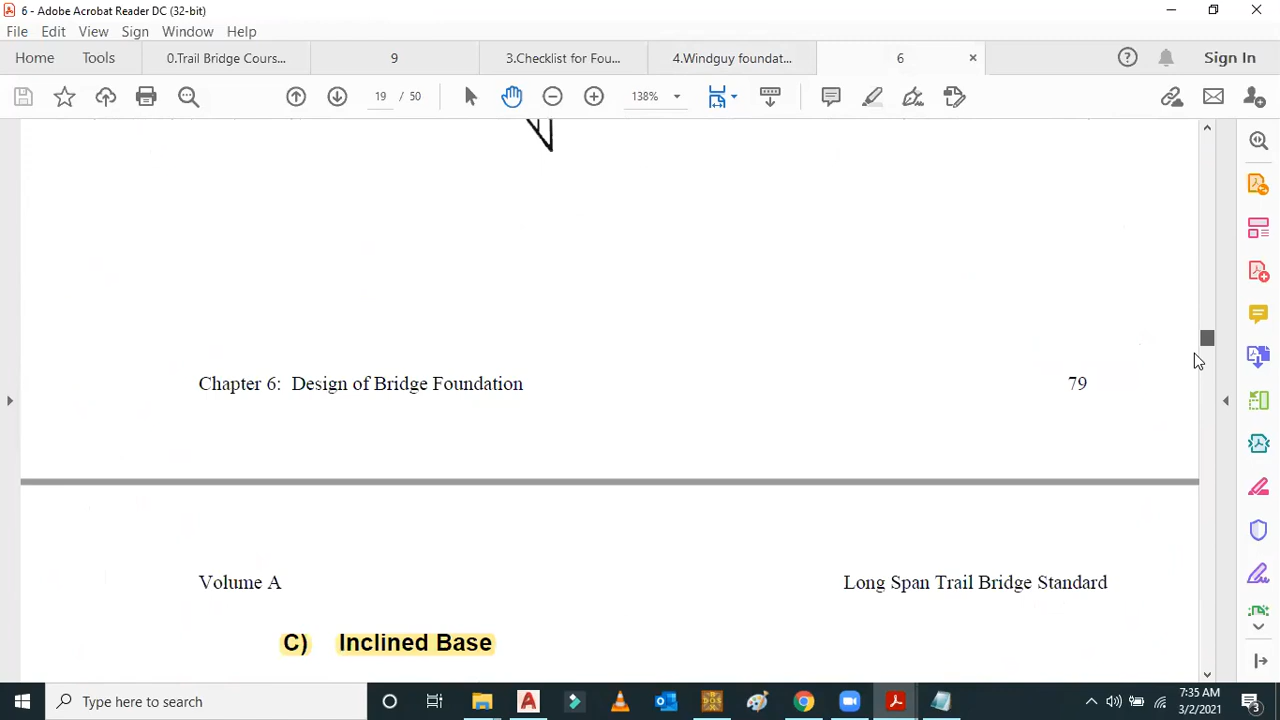 6 - Adobe Acrobat Reader DC (32-bit)
File Edit View Sign Window Help
Home Tools 0.Trail Bridge Cours... 9 3.Checklist for Fou... 4.Windguy foundat... 6 Sign In
19 / 50 138%
Chapter 6: Design of Bridge Foundation 79
Volume A Long Span Trail Bridge Standard
C) Inclined Base
Type here to search
7:35 AM
3/2/2021
3